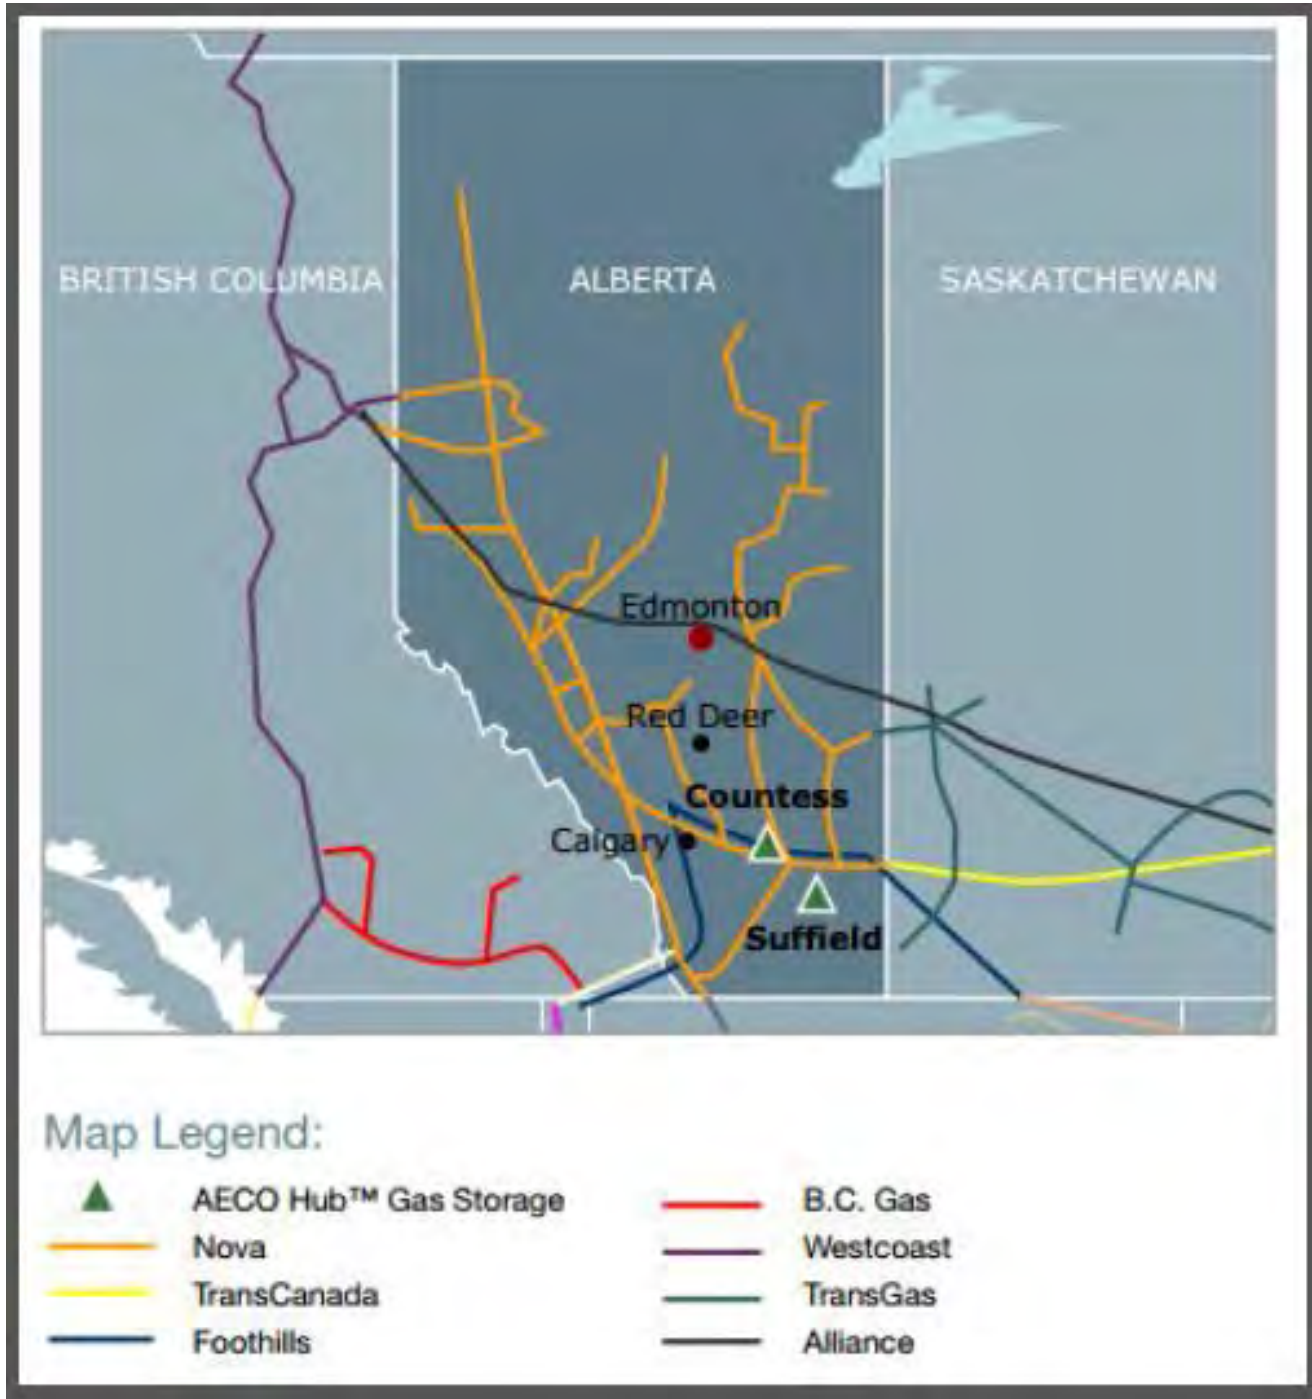 BRITISH COLUMBIA
ALBERTA
SASKATCHEWAN
Edmonton
Red Deer
Countess
Calgary
Suffield
Map Legend:
AECO Hub™ Gas Storage
Nova
TransCanada
Foothills
B.C. Gas
Westcoast
TransGas
Alliance